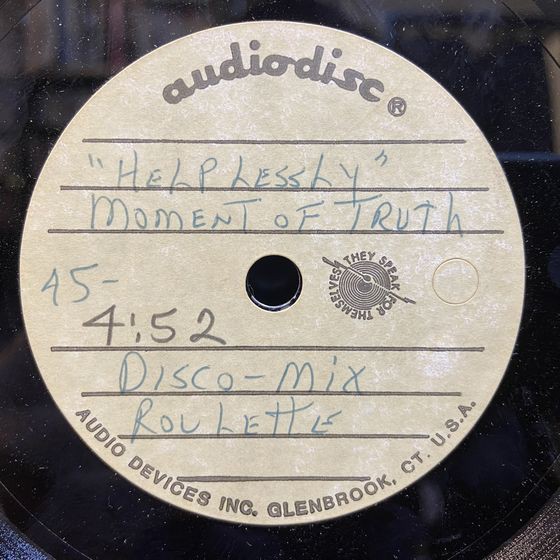 audiodisc ®
"HELPLESSLY"
MOMENT OF TRUTH
45-
4:52
THEY SPEAK FOR THEMSELVES
DISCO-MIX
ROULETTE
AUDIO DEVICES INC. GLENBROOK, CT. U.S.A.